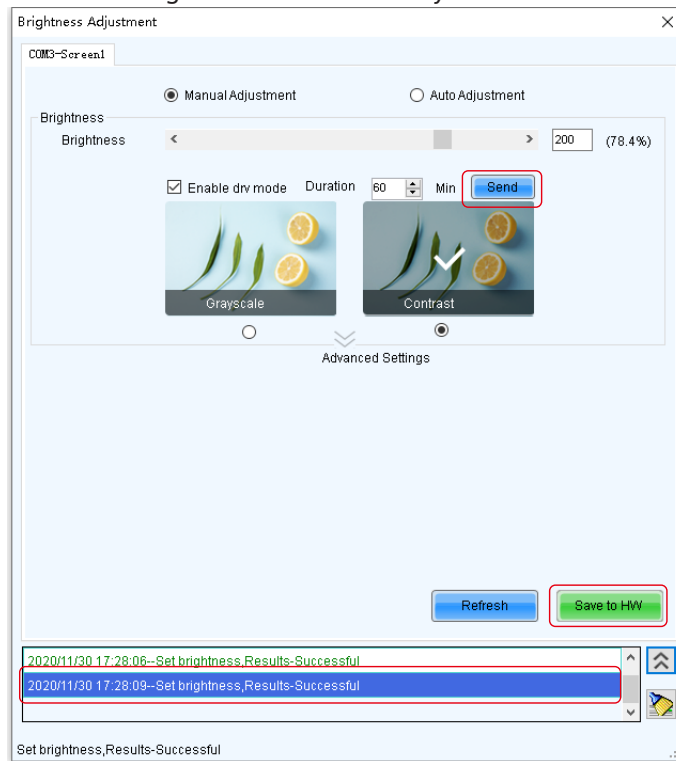 Brightness Adjustment
COM3-Screen1
Manual Adjustment Auto Adjustment
Brightness
Brightness 200 (78.4%)
Enable drv mode Duration 60 Min Send
Grayscale Contrast
Advanced Settings
Refresh Save to HW
2020/11/30 17:28:06--Set brightness,Results-Successful
2020/11/30 17:28:09--Set brightness,Results-Successful
Set brightness,Results-Successful